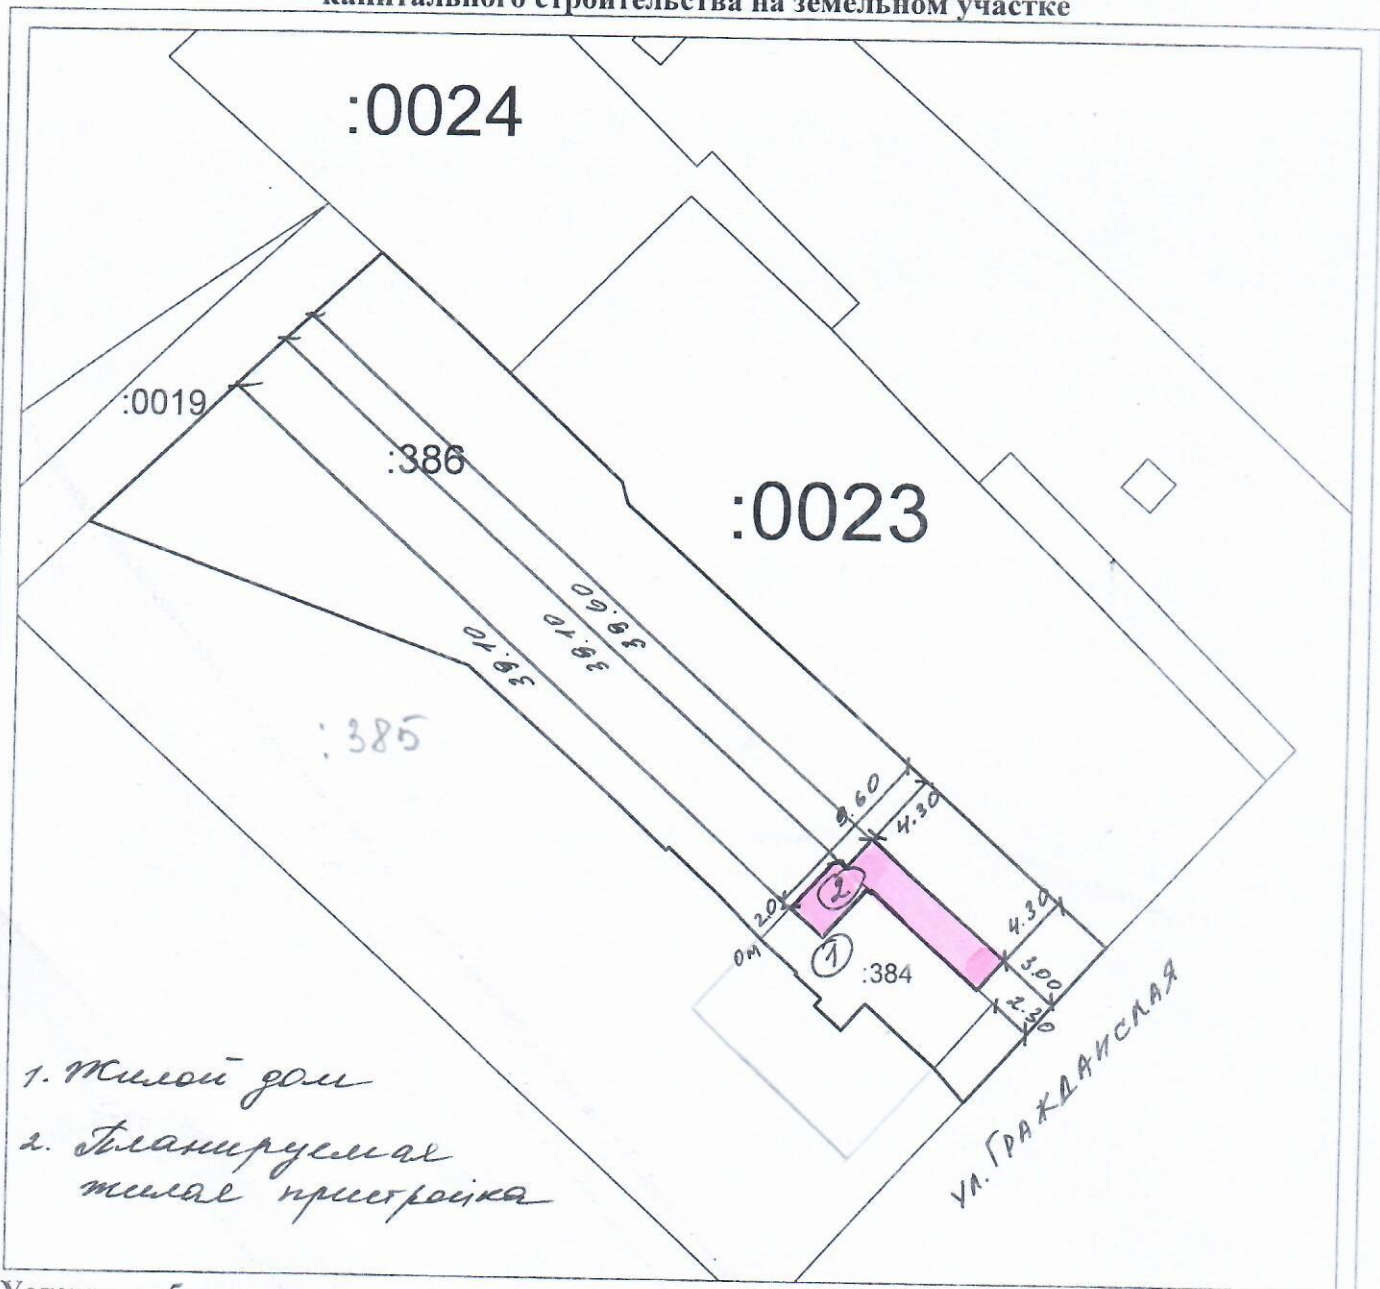 капитального строительства на земельном участке
:0024
:0019
:386
:0023
39.60
39.10
39.10
:385
9.60
4.30
2.0
0м
2
1
:384
4.30
3.00
2.30
ул. ГРАЖДАНСКАЯ
1. Жилой дом
2. Планируемая
жилая пристройка